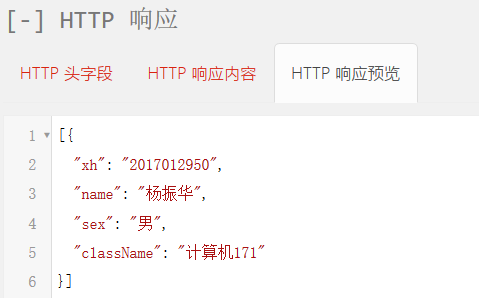 [-] HTTP 响应
HTTP 头字段 HTTP 响应内容 HTTP 响应预览
1 [{
2 "xh": "2017012950",
3 "name": "杨振华",
4 "sex": "男",
5 "className": "计算机171"
6 }]